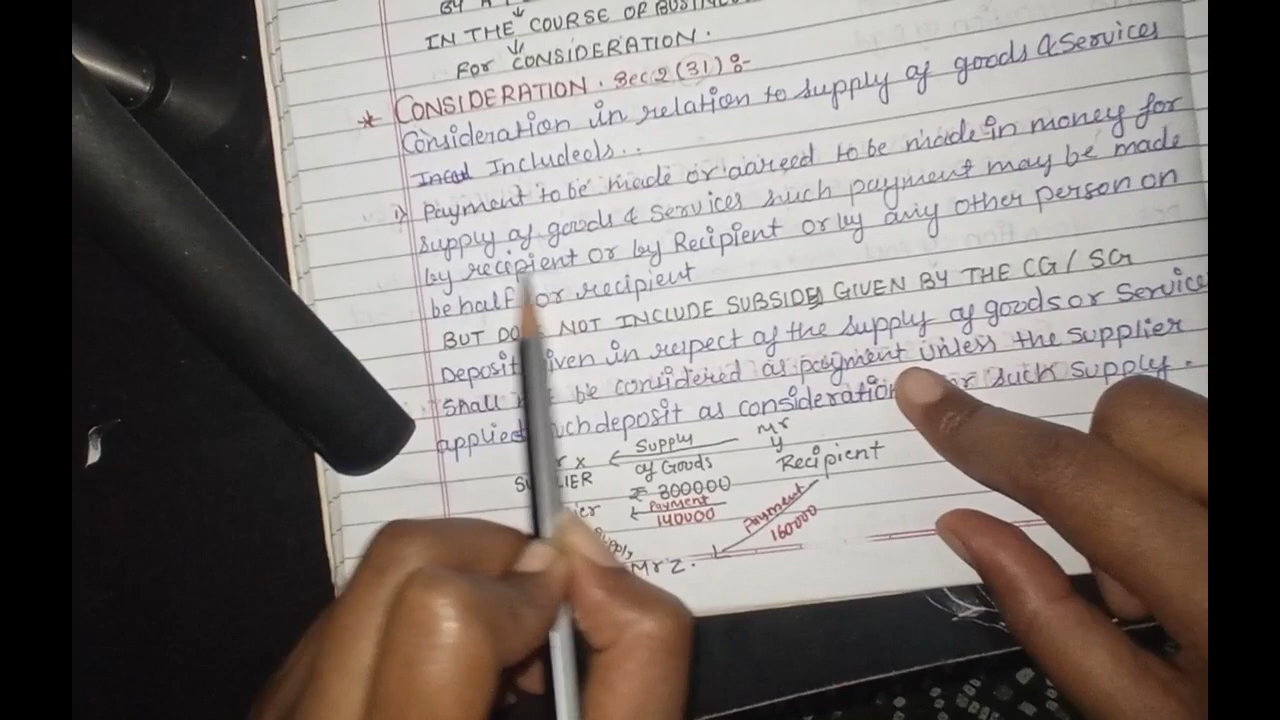 BY A
IN THE COURSE OF BUSINESS
FOR CONSIDERATION.
* CONSIDERATION. Sec 2 (31) :-
Consideration in relation to supply of goods & Services
Includeds..
i) Payment to be made or aareed to be made in money for
supply of goods & services such payment may be made
by recipient or by Recipient or by any other person on
behalf or recipient
BUT NOT INCLUDE SUBSIDY GIVEN BY THE CG / SG
Deposit given in respect of the supply of goods or Service
Shall be considered as payment unless the supplier
applied such deposit as consideration such supply.
Mr
x Supply y
SUPPLIER of Goods Recipient
₹ 300000
Payment
140000
Payment
160000
Mr Z.